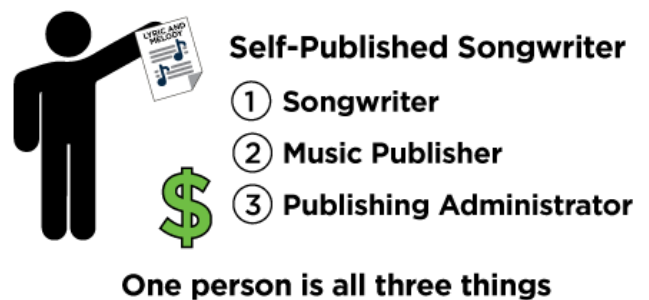 LYRIC AND
MELODY
Self-Published Songwriter
1 Songwriter
2 Music Publisher
$
3 Publishing Administrator
One person is all three things